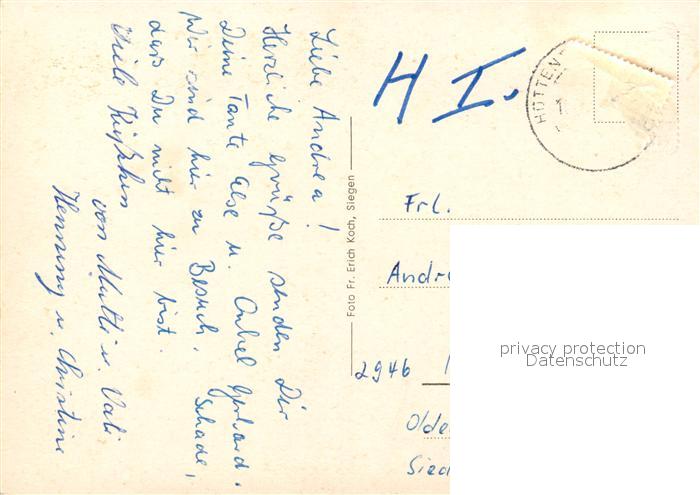 Liebe Andrea!
Herzliche Grüße senden Dir
Deine Tante Else u. Onkel Gerhard.
Wir sind hier zu Besuch. Schade,
daß Du nicht hier bist.
Viele Küßchen
von Mutti u. Vati
Henning u. Christine
Foto Fr. Erich Koch, Siegen
H I.
HÜTTEN
Frl.
Andre
2946
Olde
Sied
privacy protection
Datenschutz